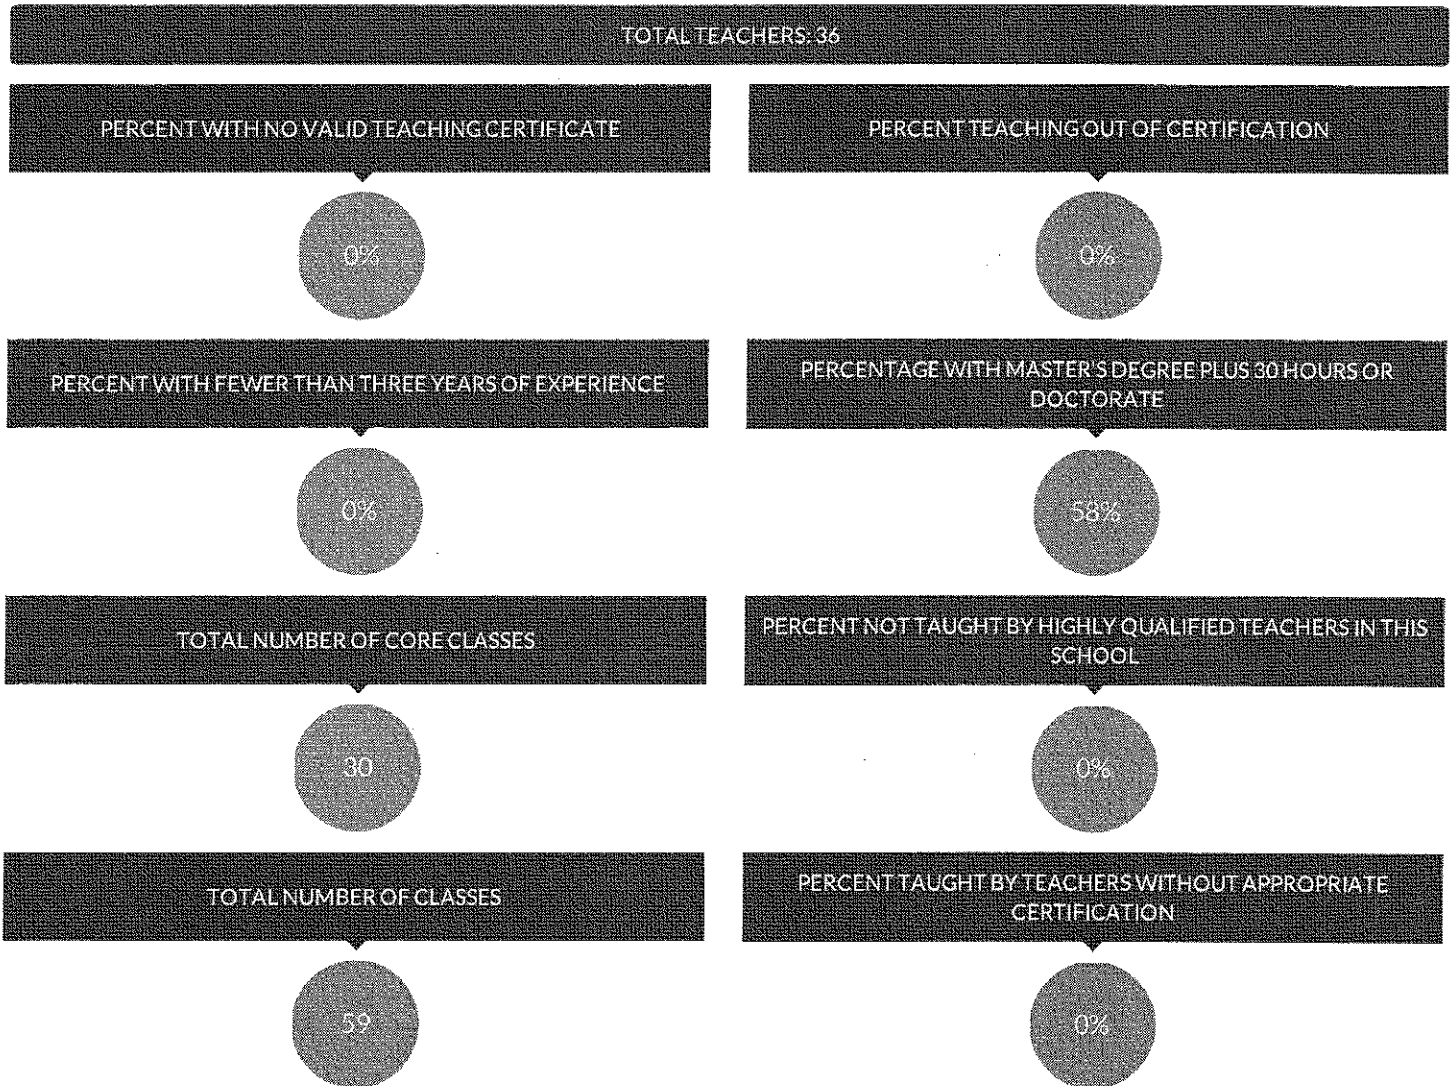 TOTAL TEACHERS: 36
PERCENT WITH NO VALID TEACHING CERTIFICATE
0%
PERCENT TEACHING OUT OF CERTIFICATION
0%
PERCENT WITH FEWER THAN THREE YEARS OF EXPERIENCE
0%
PERCENTAGE WITH MASTER'S DEGREE PLUS 30 HOURS OR
DOCTORATE
58%
TOTAL NUMBER OF CORE CLASSES
30
PERCENT NOT TAUGHT BY HIGHLY QUALIFIED TEACHERS IN THIS
SCHOOL
0%
TOTAL NUMBER OF CLASSES
59
PERCENT TAUGHT BY TEACHERS WITHOUT APPROPRIATE
CERTIFICATION
0%